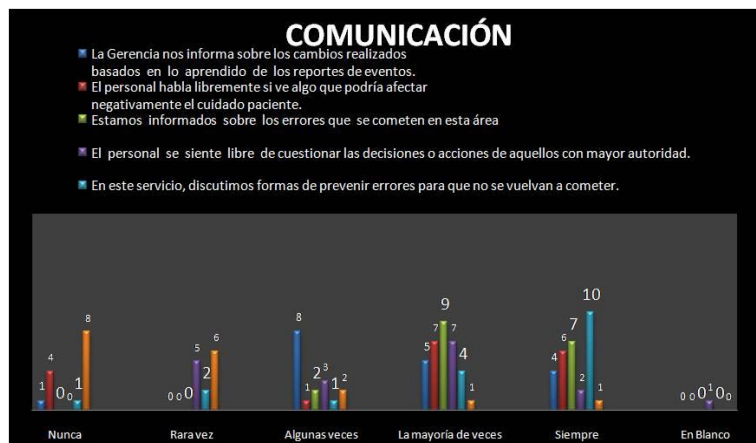 COMUNICACIÓN
La Gerencia nos informa sobre los cambios realizados
basados en lo aprendido de los reportes de eventos.
El personal habla libremente si ve algo que podría afectar
negativamente el cuidado paciente.
Estamos informados sobre los errores que se cometen en esta área
El personal se siente libre de cuestionar las decisiones o acciones de aquellos con mayor autoridad.
En este servicio, discutimos formas de prevenir errores para que no se vuelvan a cometer.
1 4 0 0 1 8
0 0 0 5 2 6
8 1 2 3 1 2
5 7 9 7 4 1
4 6 7 2 10 1
0 0 0 1 0 0
Nunca Rara vez Algunas veces La mayoría de veces Siempre En Blanco